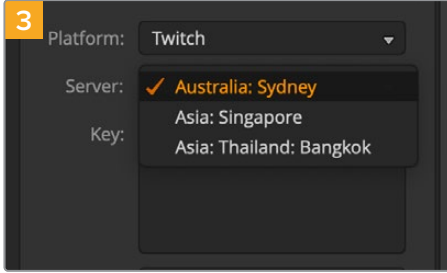 3
Platform: Twitch
Server: Australia: Sydney
Asia: Singapore
Key:
Asia: Thailand: Bangkok